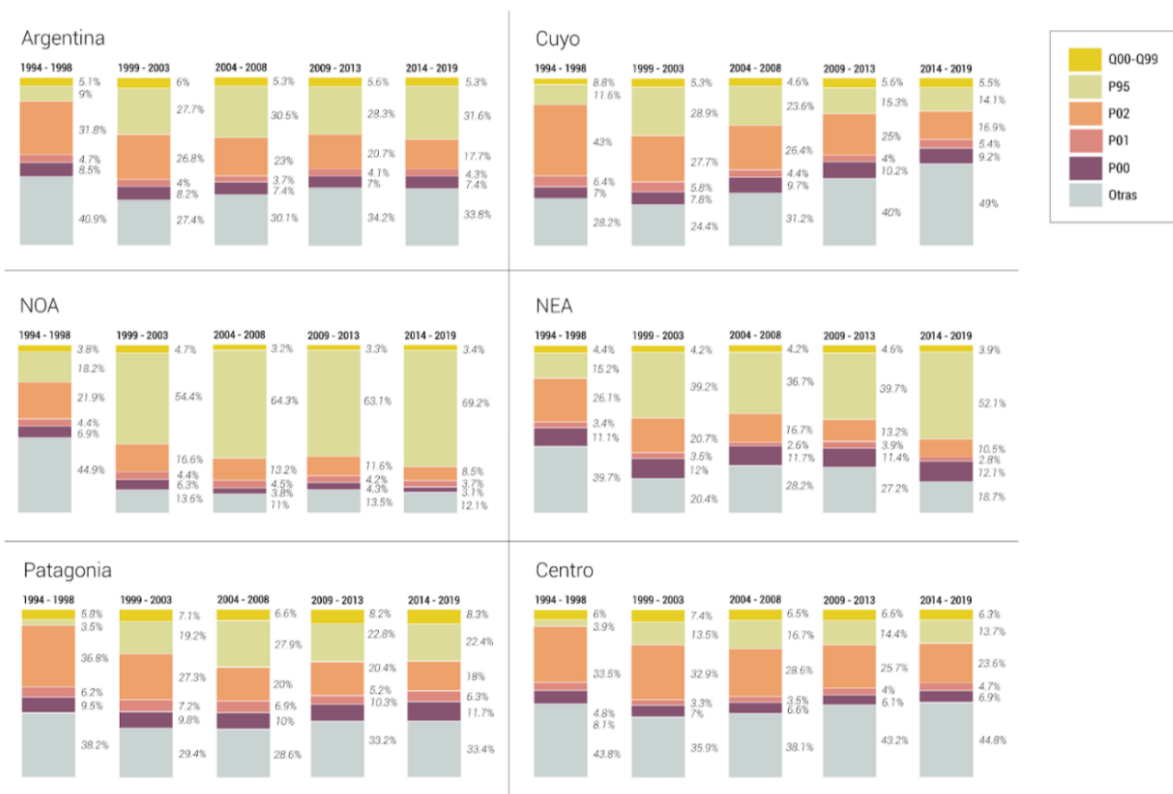 Argentina
1994 - 1998 1999 - 2003 2004 - 2008 2009 - 2013 2014 - 2019
5.1% 6% 5.3% 5.6% 5.3%
9% 27.7% 30.5% 28.3% 31.6%
31.8% 26.8% 23% 20.7% 17.7%
4.7% 4% 3.7% 4.1% 4.3%
8.5% 8.2% 7.4% 7% 7.4%
40.9% 27.4% 30.1% 34.2% 33.8%
Cuyo
1994 - 1998 1999 - 2003 2004 - 2008 2009 - 2013 2014 - 2019
8.8% 5.3% 4.6% 5.6% 5.5%
11.6% 28.9% 23.6% 15.3% 14.1%
43% 27.7% 26.4% 25% 16.9%
6.4% 5.8% 4.4% 4% 5.4%
7% 7.8% 9.7% 10.2% 9.2%
28.2% 24.4% 31.2% 40% 49%
Q00-Q99
P95
P02
P01
P00
Otras
NOA
1994 - 1998 1999 - 2003 2004 - 2008 2009 - 2013 2014 - 2019
3.8% 4.7% 3.2% 3.3% 3.4%
18.2% 54.4% 64.3% 63.1% 69.2%
21.9% 16.6% 13.2% 11.6% 8.5%
4.4% 4.4% 4.5% 4.2% 3.7%
6.9% 6.3% 3.8% 4.3% 3.1%
44.9% 13.6% 11% 13.5% 12.1%
NEA
1994 - 1998 1999 - 2003 2004 - 2008 2009 - 2013 2014 - 2019
4.4% 4.2% 4.2% 4.6% 3.9%
15.2% 39.2% 36.7% 39.7% 52.1%
26.1% 20.7% 16.7% 13.2% 10.5%
3.4% 3.5% 2.6% 3.9% 2.8%
11.1% 12% 11.7% 11.4% 12.1%
39.7% 20.4% 28.2% 27.2% 18.7%
Patagonia
1994 - 1998 1999 - 2003 2004 - 2008 2009 - 2013 2014 - 2019
5.8% 7.1% 6.6% 8.2% 8.3%
3.5% 19.2% 27.9% 22.8% 22.4%
36.8% 27.3% 20% 20.4% 18%
6.2% 7.2% 6.9% 5.2% 6.3%
9.5% 9.8% 10% 10.3% 11.7%
38.2% 29.4% 28.6% 33.2% 33.4%
Centro
1994 - 1998 1999 - 2003 2004 - 2008 2009 - 2013 2014 - 2019
6% 7.4% 6.5% 6.6% 6.3%
3.9% 13.5% 16.7% 14.4% 13.7%
33.5% 32.9% 28.6% 25.7% 23.6%
4.8% 3.3% 3.5% 4% 4.7%
8.1% 7% 6.6% 6.1% 6.9%
43.8% 35.9% 38.1% 43.2% 44.8%